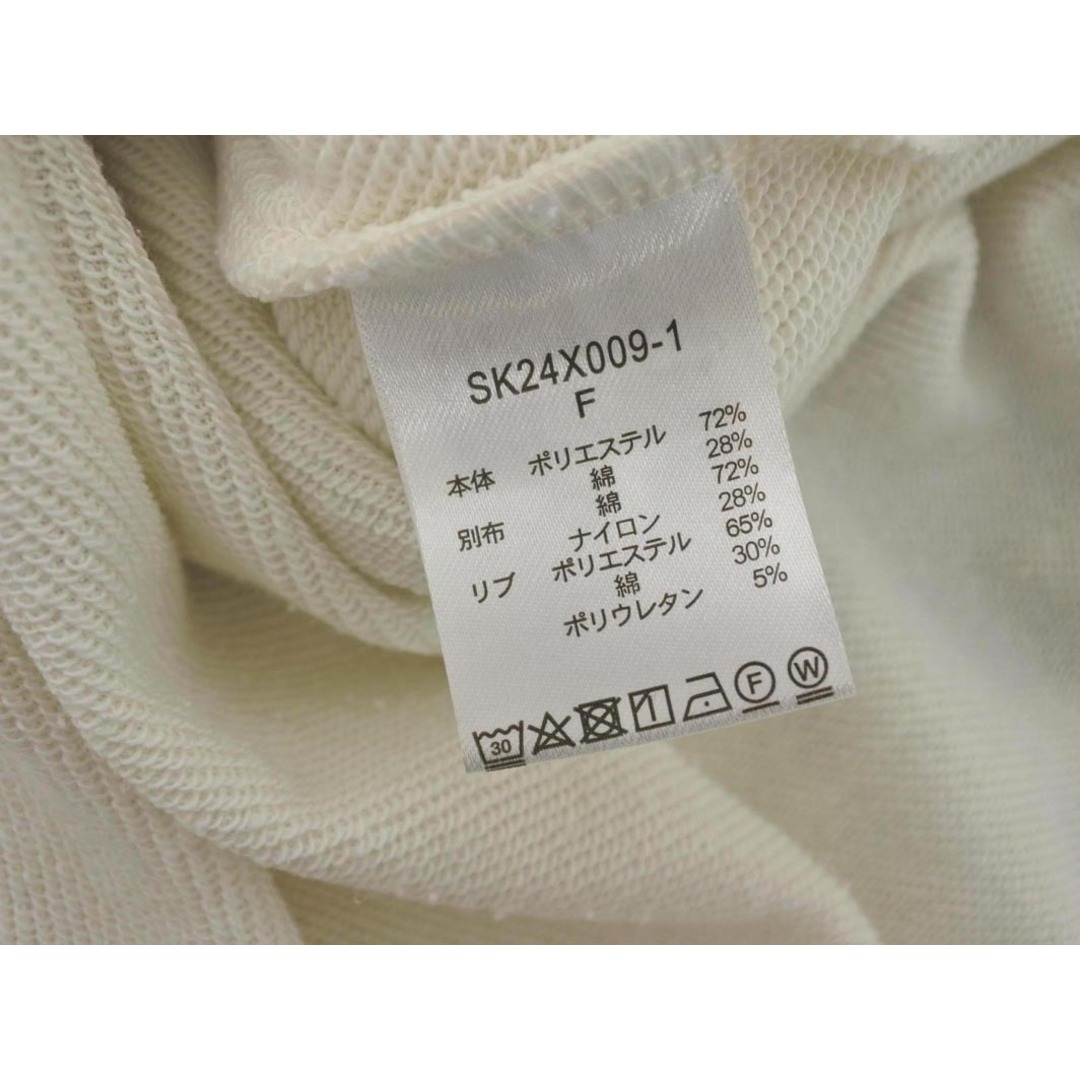 SK24X009-1
F
本体 ポリエステル 72%
綿 28%
別布 綿 72%
ナイロン 28%
リブ ポリエステル 65%
綿 30%
ポリウレタン 5%
30 F W